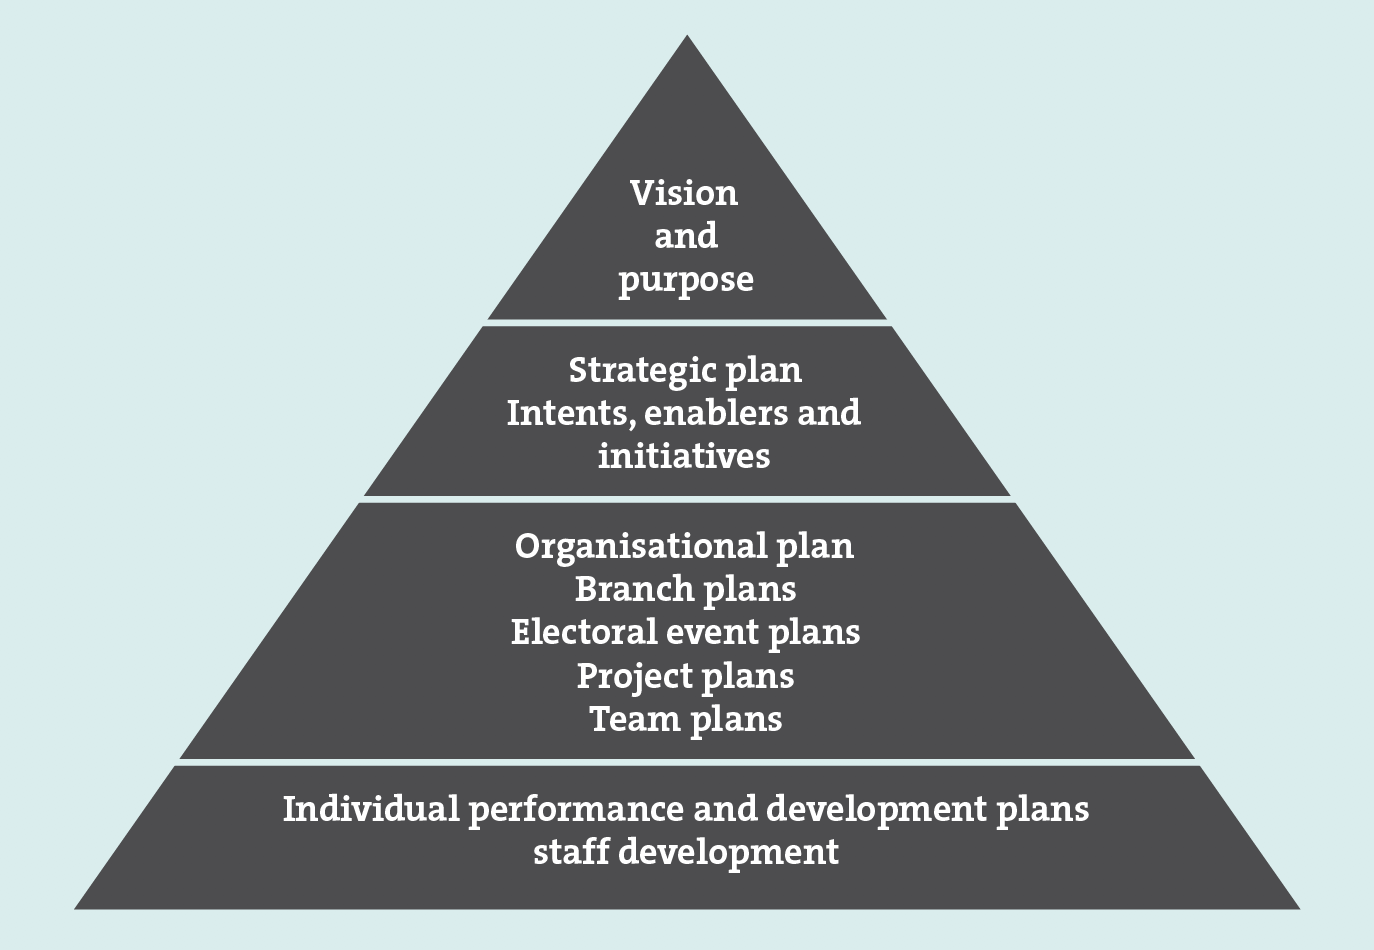 Vision
and
purpose
Strategic plan
Intents, enablers and
initiatives
Organisational plan
Branch plans
Electoral event plans
Project plans
Team plans
Individual performance and development plans
staff development